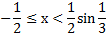 -1/2 ≤ x < 1/2 sin 1/3